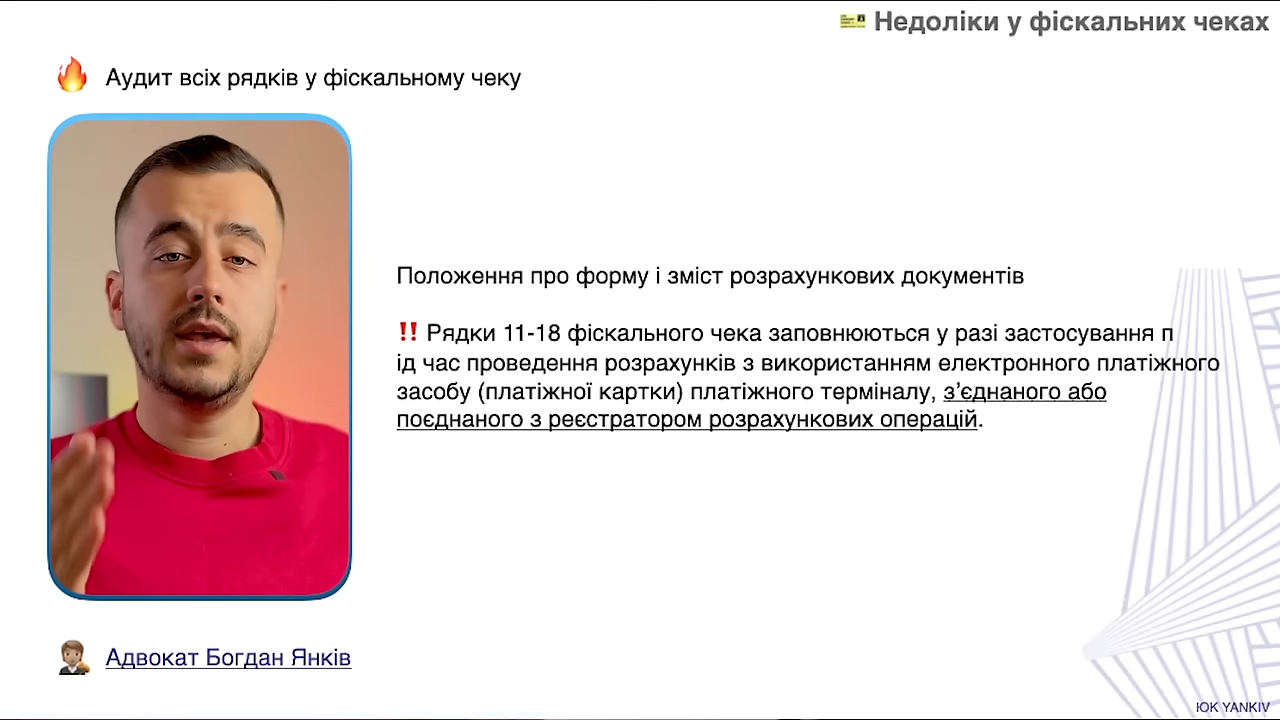 Недоліки у фіскальних чеках
Аудит всіх рядків у фіскальному чеку
Положення про форму і зміст розрахункових документів
‼️ Рядки 11-18 фіскального чека заповнюються у разі застосування п
ід час проведення розрахунків з використанням електронного платіжного
засобу (платіжної картки) платіжного терміналу, з’єднаного або
поєднаного з реєстратором розрахункових операцій.
Адвокат Богдан Янків
ЮК YANKIV